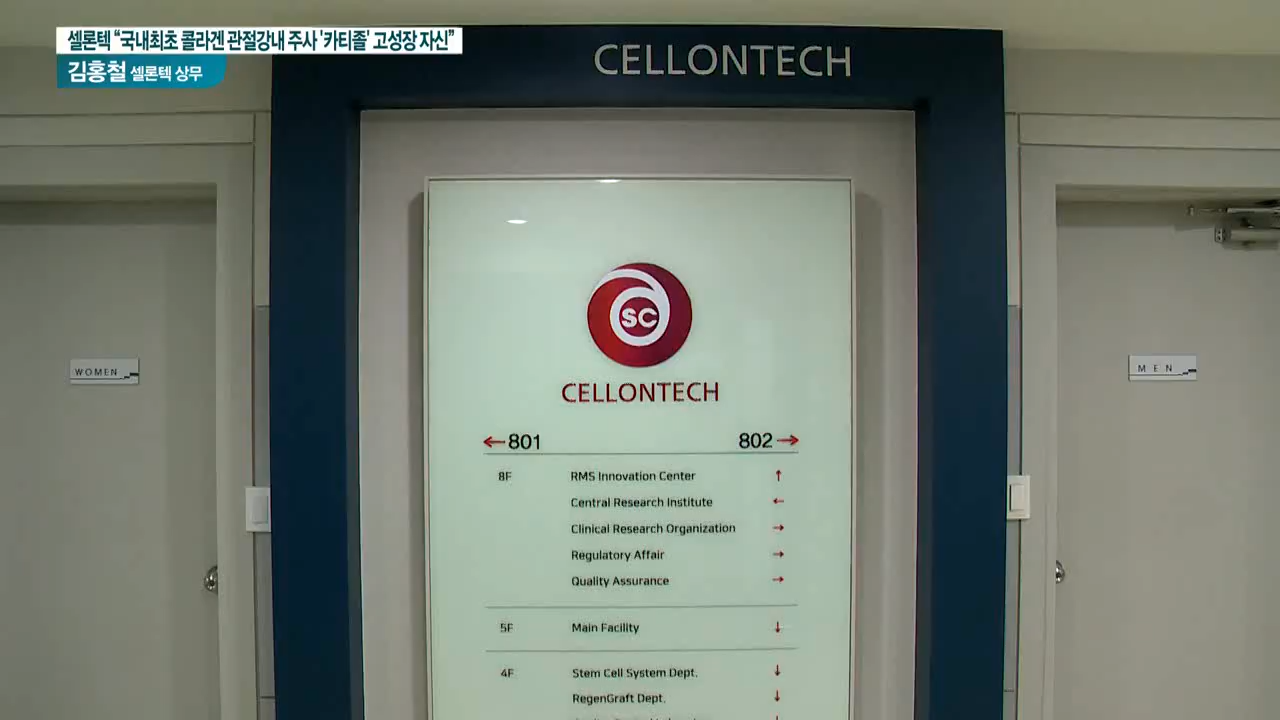 셀론텍 “국내최초 콜라겐 관절강내 주사 '카티졸' 고성장 자신”
김홍철 셀론텍 상무
CELLONTECH
SC
CELLONTECH
WOMEN
MEN
←801 802→
8F RMS Innovation Center ↑
Central Research Institute ←
Clinical Research Organization →
Regulatory Affair →
Quality Assurance →
5F Main Facility ↓
4F Stem Cell System Dept. ↓
RegenGraft Dept. ↓